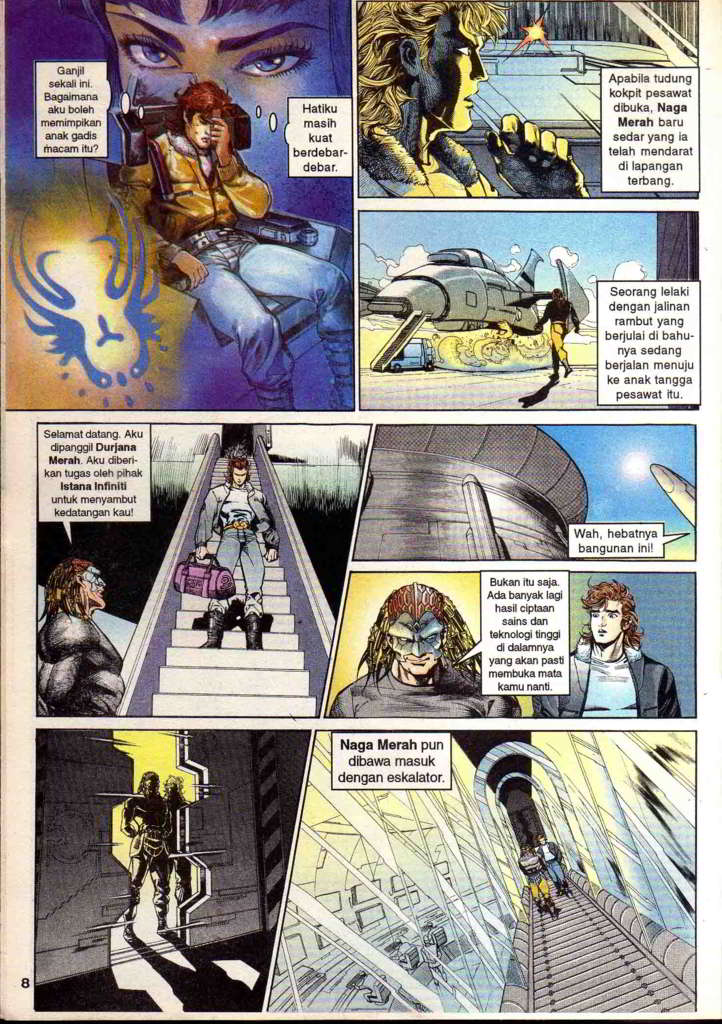 Ganjil
sekali ini.
Bagaimana
aku boleh
memimpikan
anak gadis
macam itu?
Hatiku
masih
kuat
berdebar-
debar.
Apabila tudung
kokpit pesawat
dibuka, Naga
Merah baru
sedar yang ia
telah mendarat
di lapangan
terbang.
Seorang lelaki
dengan jalinan
rambut yang
berjulai di bahu-
nya sedang
berjalan menuju
ke anak tangga
pesawat itu.
Selamat datang. Aku
dipanggil Durjana
Merah. Aku diberi-
kan tugas oleh pihak
Istana Infiniti
untuk menyambut
kedatangan kau!
Wah, hebatnya
bangunan ini!
Bukan itu saja.
Ada banyak lagi
hasil ciptaan
sains dan
teknologi tinggi
di dalamnya
yang akan pasti
membuka mata
kamu nanti.
Naga Merah pun
dibawa masuk
dengan eskalator.
8